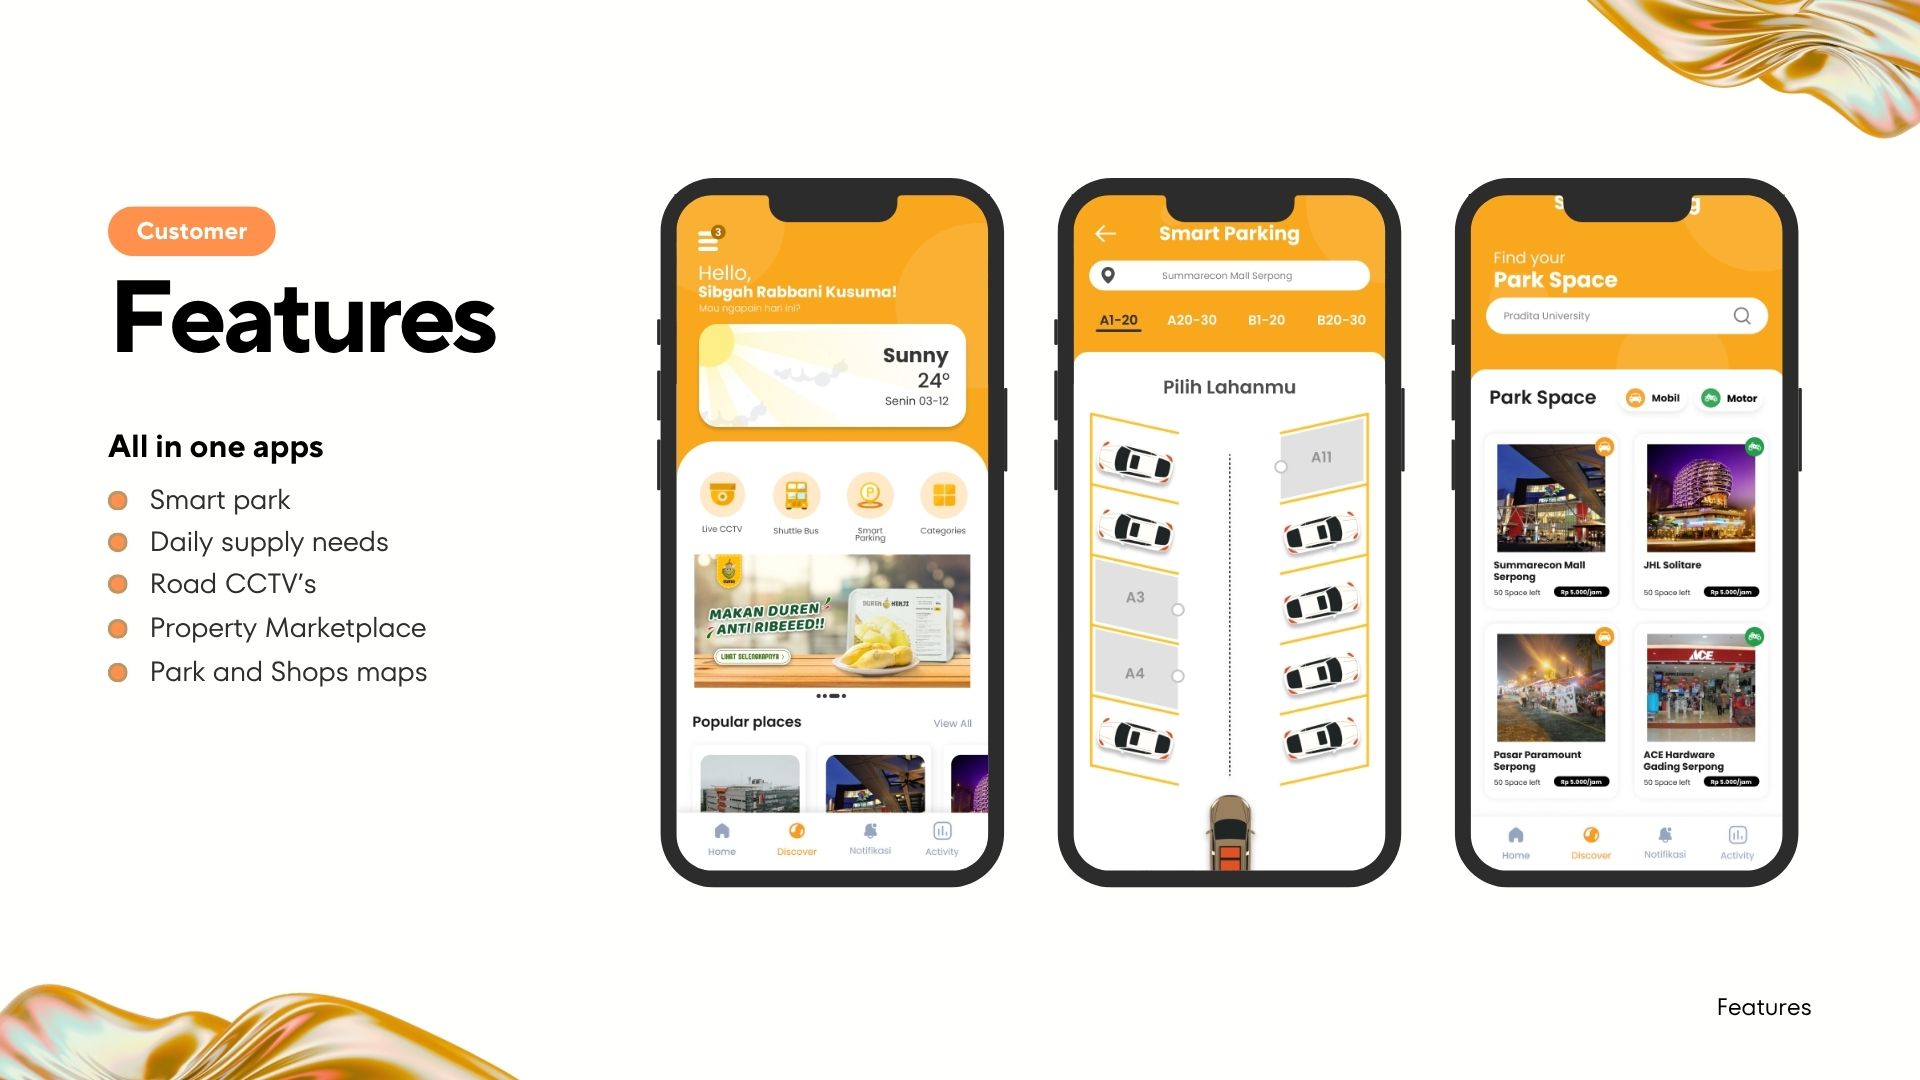 Customer
Features
All in one apps
Smart park
Daily supply needs
Road CCTV’s
Property Marketplace
Park and Shops maps
3
Hello,
Sibgah Rabbani Kusuma!
Mau ngapain hari ini?
Sunny
24°
Senin 03-12
Live CCTV
Shuttle Bus
Smart
Parking
Categories
MAKAN DUREN
ANTI RIBEEED!!
DUREN KENJI
LIHAT SELENGKAPNYA
Popular places
View All
Home
Discover
Notifikasi
Activity
Smart Parking
Summarecon Mall Serpong
A1-20
A20-30
B1-20
B20-30
Pilih Lahanmu
A11
A3
A4
Find your
Park Space
Pradita University
Park Space
Mobil
Motor
Summarecon Mall
Serpong
50 Space left
Rp 5.000/jam
JHL Solitare
50 Space left
Rp 5.000/jam
ACE
Pasar Paramount
Serpong
50 Space left
Rp 5.000/jam
ACE Hardware
Gading Serpong
50 Space left
Rp 5.000/jam
Home
Discover
Notifikasi
Activity
Features